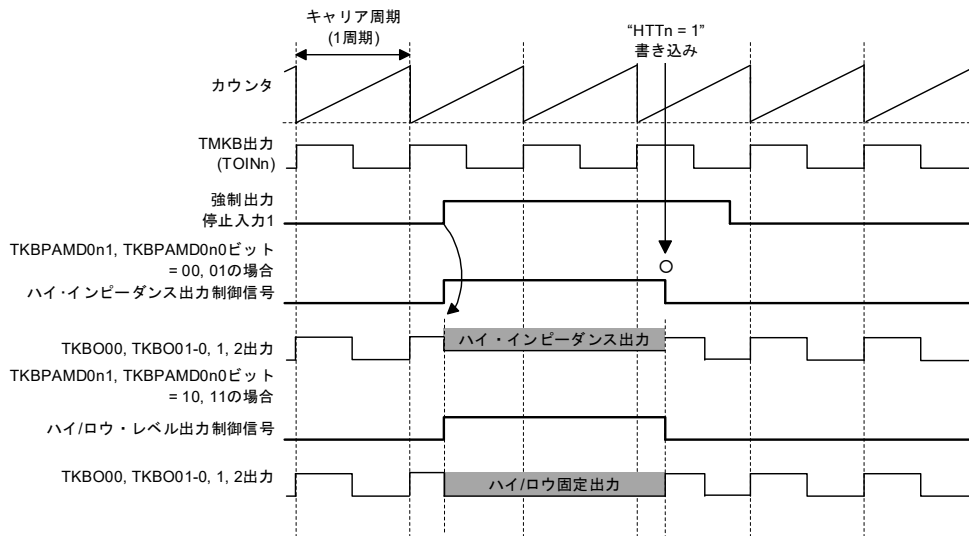 キャリア周期
(1周期)
“HTTn = 1”
書き込み
カウンタ
TMKB出力
(TOINn)
強制出力
停止入力1
TKBPAMD0n1, TKBPAMD0n0ビット
= 00, 01の場合
ハイ・インピーダンス出力制御信号
ハイ・インピーダンス出力
TKBO00, TKBO01-0, 1, 2出力
TKBPAMD0n1, TKBPAMD0n0ビット
= 10, 11の場合
ハイ/ロウ・レベル出力制御信号
TKBO00, TKBO01-0, 1, 2出力
ハイ/ロウ固定出力